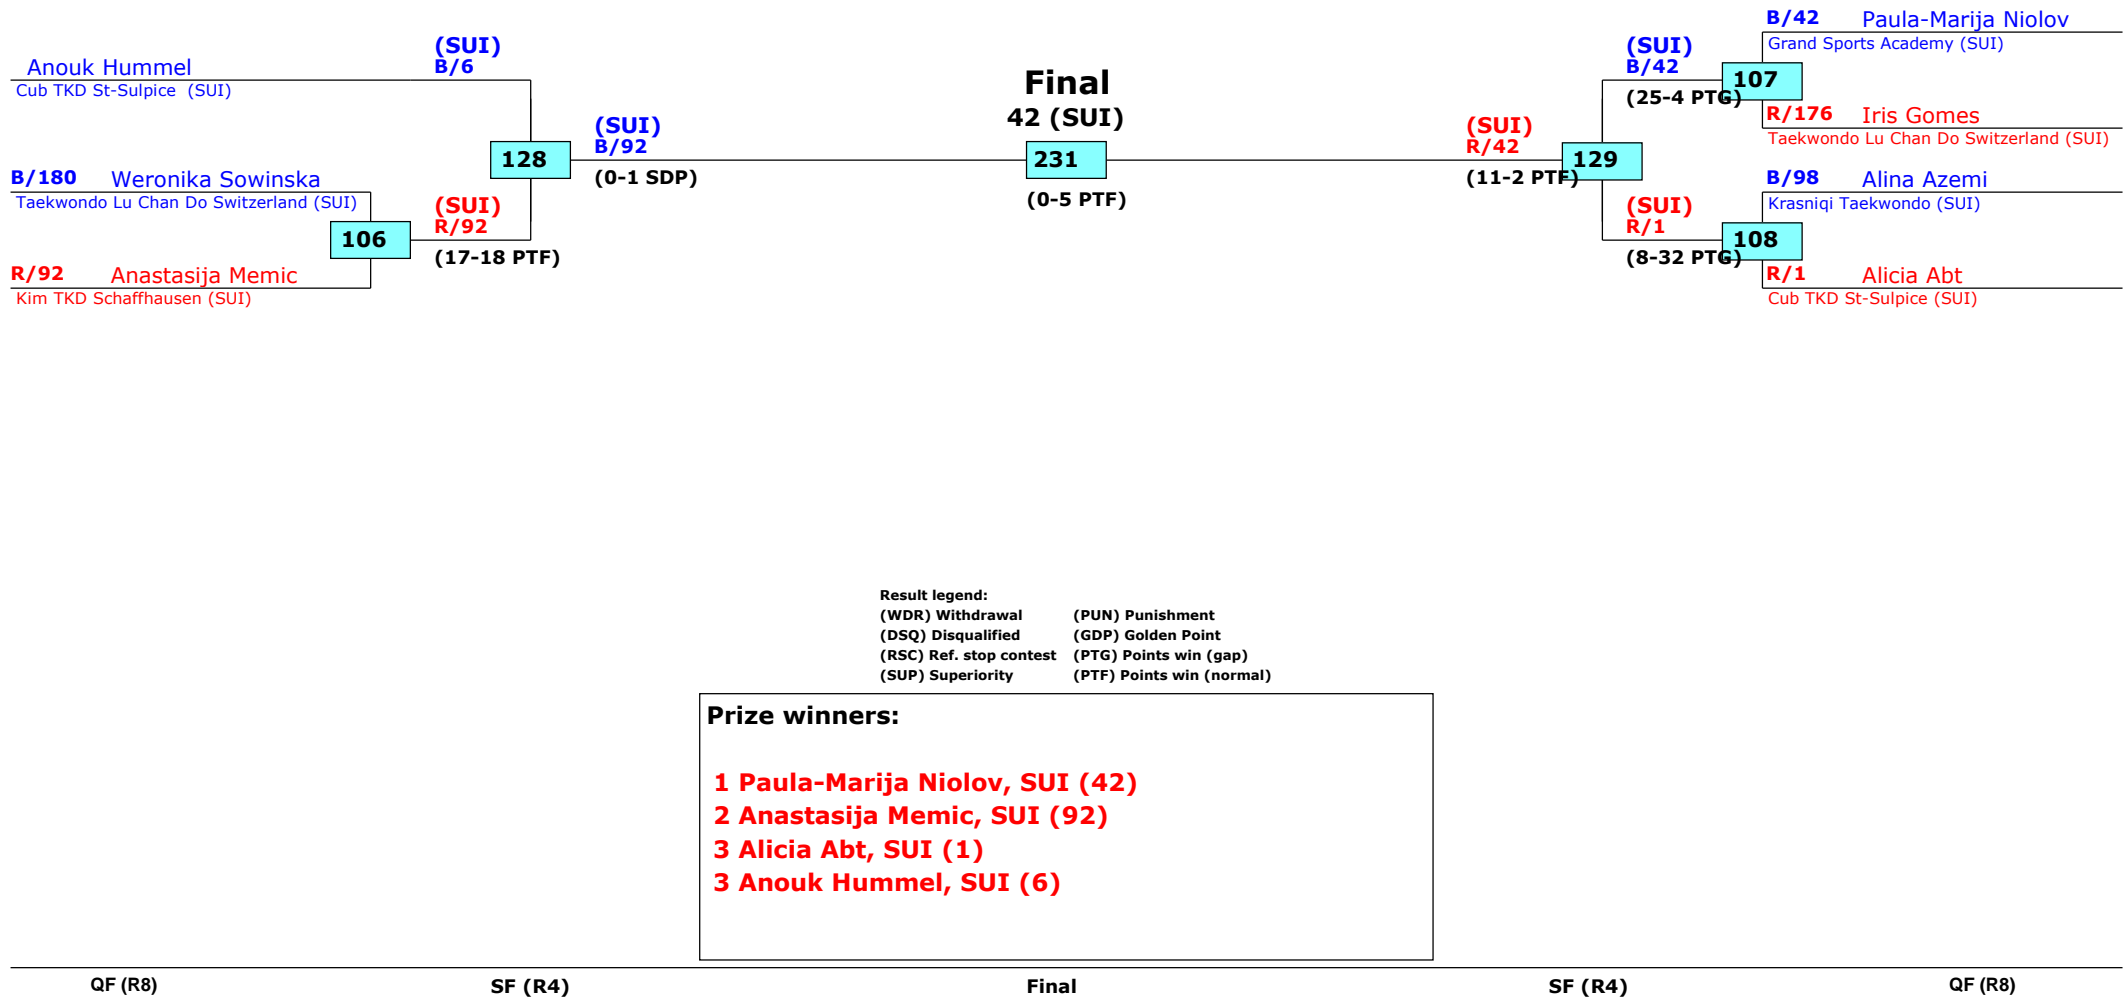 Anouk Hummel
Cub TKD St-Sulpice (SUI)
(SUI)
B/6
B/180 Weronika Sowinska
Taekwondo Lu Chan Do Switzerland (SUI)
106
R/92 Anastasija Memic
Kim TKD Schaffhausen (SUI)
(SUI)
R/92
(17-18 PTF)
128
(SUI)
B/92
(0-1 SDP)
Final
42 (SUI)
231
(0-5 PTF)
(SUI)
R/42
(11-2 PTF)
129
(SUI)
B/42
(25-4 PTG)
107
(SUI)
R/1
(8-32 PTG)
108
B/42 Paula-Marija Niolov
Grand Sports Academy (SUI)
R/176 Iris Gomes
Taekwondo Lu Chan Do Switzerland (SUI)
B/98 Alina Azemi
Krasniqi Taekwondo (SUI)
R/1 Alicia Abt
Cub TKD St-Sulpice (SUI)
Result legend:
(WDR) Withdrawal (PUN) Punishment
(DSQ) Disqualified (GDP) Golden Point
(RSC) Ref. stop contest (PTG) Points win (gap)
(SUP) Superiority (PTF) Points win (normal)
Prize winners:
1 Paula-Marija Niolov, SUI (42)
2 Anastasija Memic, SUI (92)
3 Alicia Abt, SUI (1)
3 Anouk Hummel, SUI (6)
QF (R8) SF (R4) Final SF (R4) QF (R8)